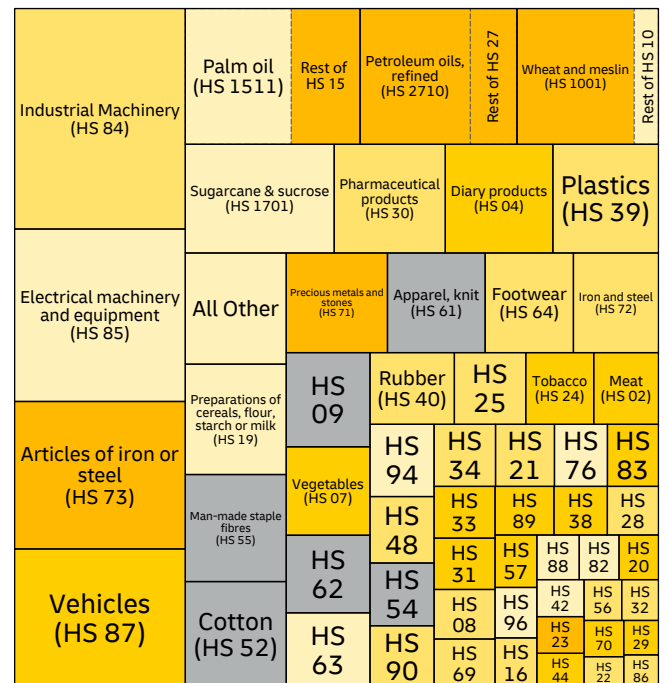 Industrial Machinery
(HS 84)
Palm oil
(HS 1511)
Rest of
HS 15
Petroleum oils,
refined
(HS 2710)
Rest of HS 27
Wheat and meslin
(HS 1001)
Rest of HS 10
Sugarcane & sucrose
(HS 1701)
Pharmaceutical
products
(HS 30)
Diary products
(HS 04)
Plastics
(HS 39)
Electrical machinery
and equipment
(HS 85)
All Other
Precious metals and
stones
(HS 71)
Apparel, knit
(HS 61)
Footwear
(HS 64)
Iron and steel
(HS 72)
HS
09
Rubber
(HS 40)
HS
25
Tobacco
(HS 24)
Meat
(HS 02)
Preparations of
cereals, flour,
starch or milk
(HS 19)
Articles of iron or
steel
(HS 73)
HS
94
HS
34
HS
21
HS
76
HS
83
Vegetables
(HS 07)
Man-made staple
fibres
(HS 55)
HS
33
HS
89
HS
38
HS
28
HS
48
HS
62
HS
31
HS
57
HS
88
HS
82
HS
20
HS
54
Vehicles
(HS 87)
Cotton
(HS 52)
HS
63
HS
08
HS
96
HS
42
HS
56
HS
32
HS
23
HS
70
HS
29
HS
90
HS
69
HS
16
HS
44
HS
22
HS
86